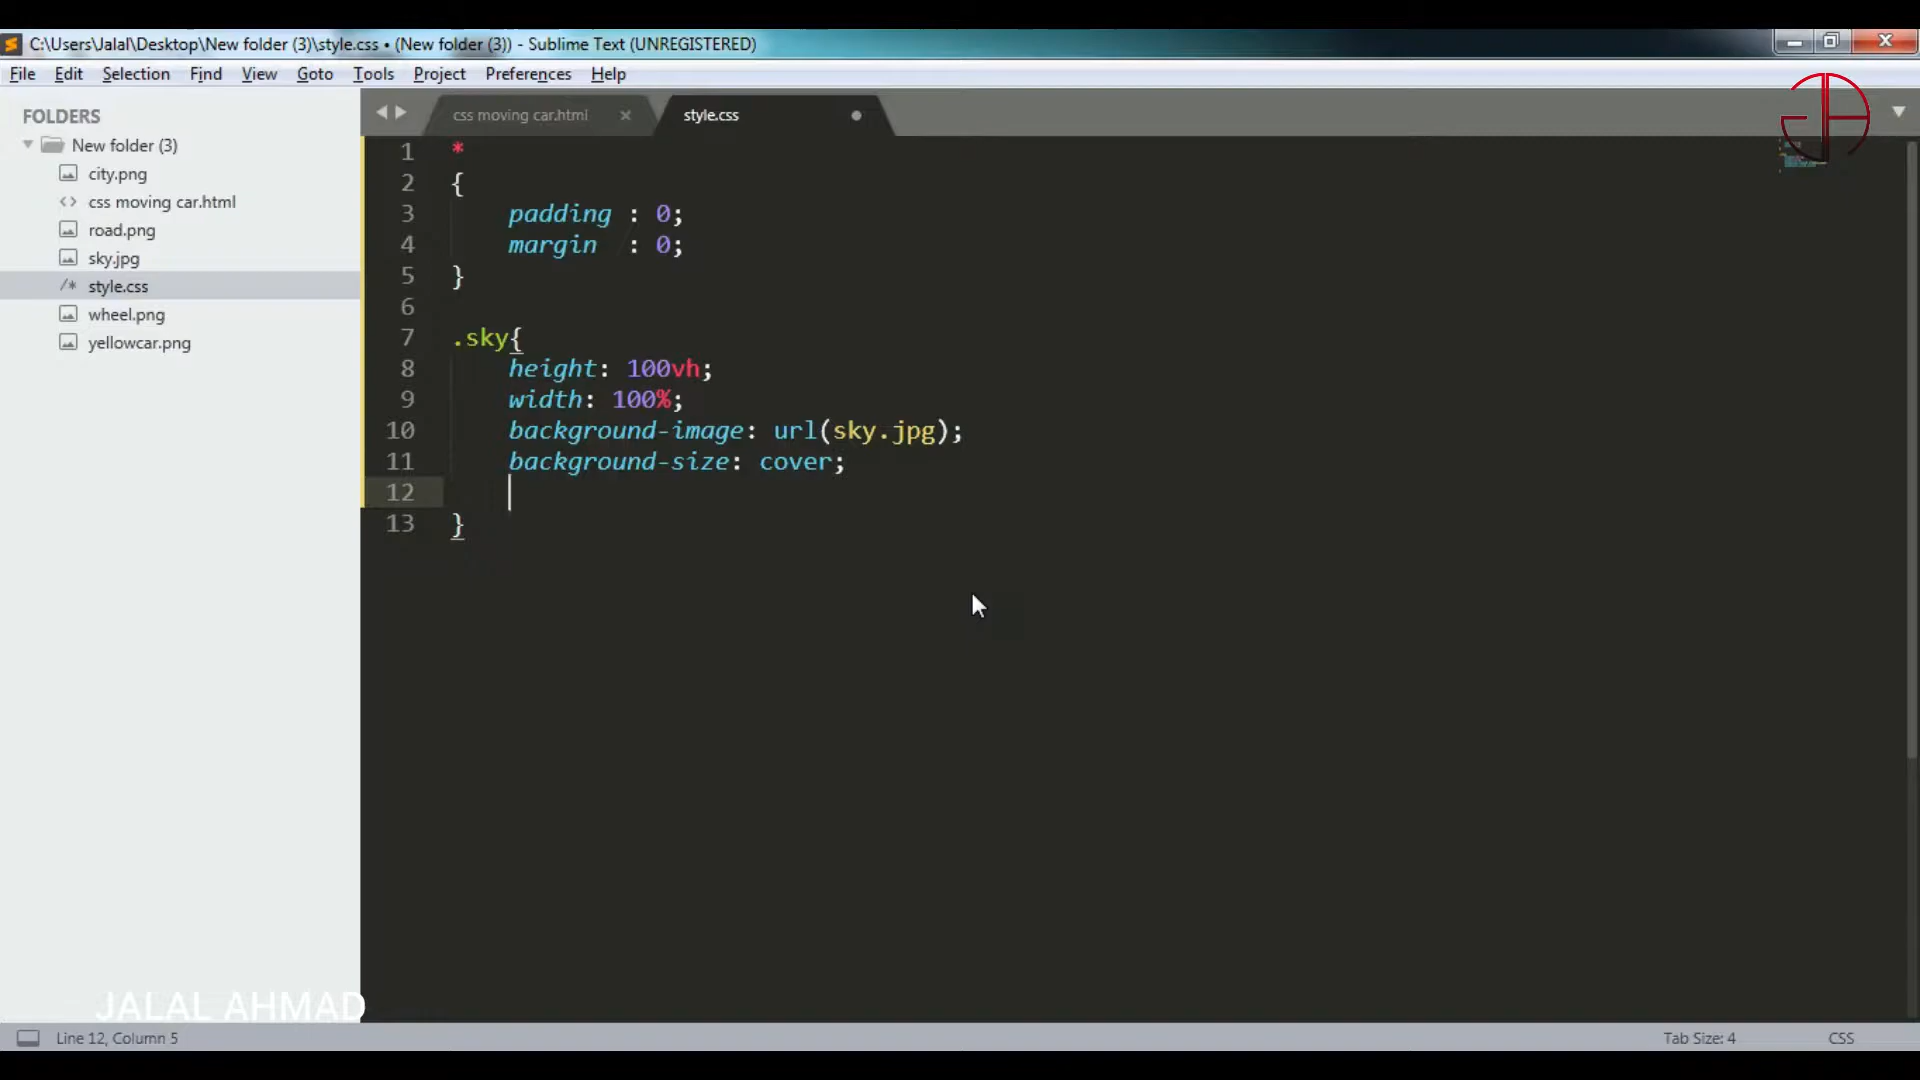 C:\Users\Jalal\Desktop\New folder (3)\style.css • (New folder (3)) - Sublime Text (UNREGISTERED)
File Edit Selection Find View Goto Tools Project Preferences Help
FOLDERS
New folder (3)
city.png
<> css moving car.html
road.png
sky.jpg
/* style.css
wheel.png
yellowcar.png
css moving car.html × style.css
1 *
2 {
3 padding : 0;
4 margin : 0;
5 }
6
7 .sky{
8 height: 100vh;
9 width: 100%;
10 background-image: url(sky.jpg);
11 background-size: cover;
12
13 }
JALAL AHMAD
Line 12, Column 5 Tab Size: 4 CSS